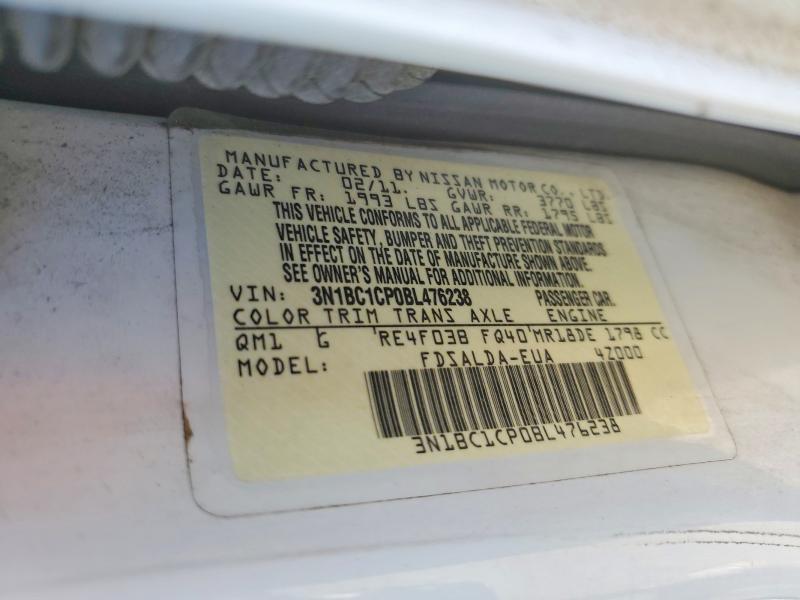 MANUFACTURED BY NISSAN MOTOR CO., LTD.
DATE: 02/11. GVWR: 3770 LBS
GAWR FR: 1993 LBS GAWR RR: 1795 LBS
THIS VEHICLE CONFORMS TO ALL APPLICABLE FEDERAL MOTOR
VEHICLE SAFETY, BUMPER AND THEFT PREVENTION STANDARDS
IN EFFECT ON THE DATE OF MANUFACTURE SHOWN ABOVE.
SEE OWNER'S MANUAL FOR ADDITIONAL INFORMATION.
VIN: 3N1BC1CP0BL476238 PASSENGER CAR.
COLOR TRIM TRANS AXLE ENGINE
QM1 G RE4F03B FQ40 MR18DE 1798 CC
MODEL: FDSALDA-EUA 4Z000
3N1BC1CP0BL476238